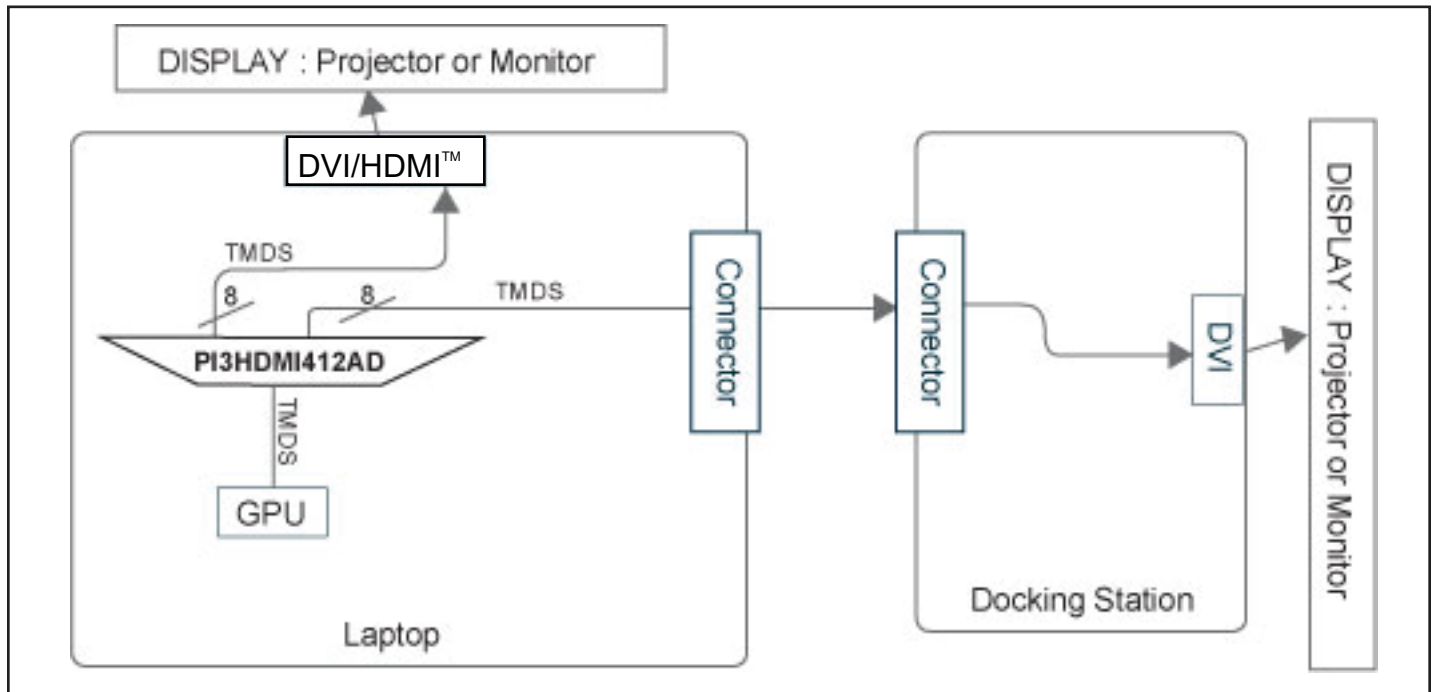 DISPLAY : Projector or Monitor
DVI/HDMI™
TMDS
8
8
TMDS
PI3HDMI412AD
TMDS
GPU
Connector
Laptop
Connector
DVI
Docking Station
DISPLAY : Projector or Monitor